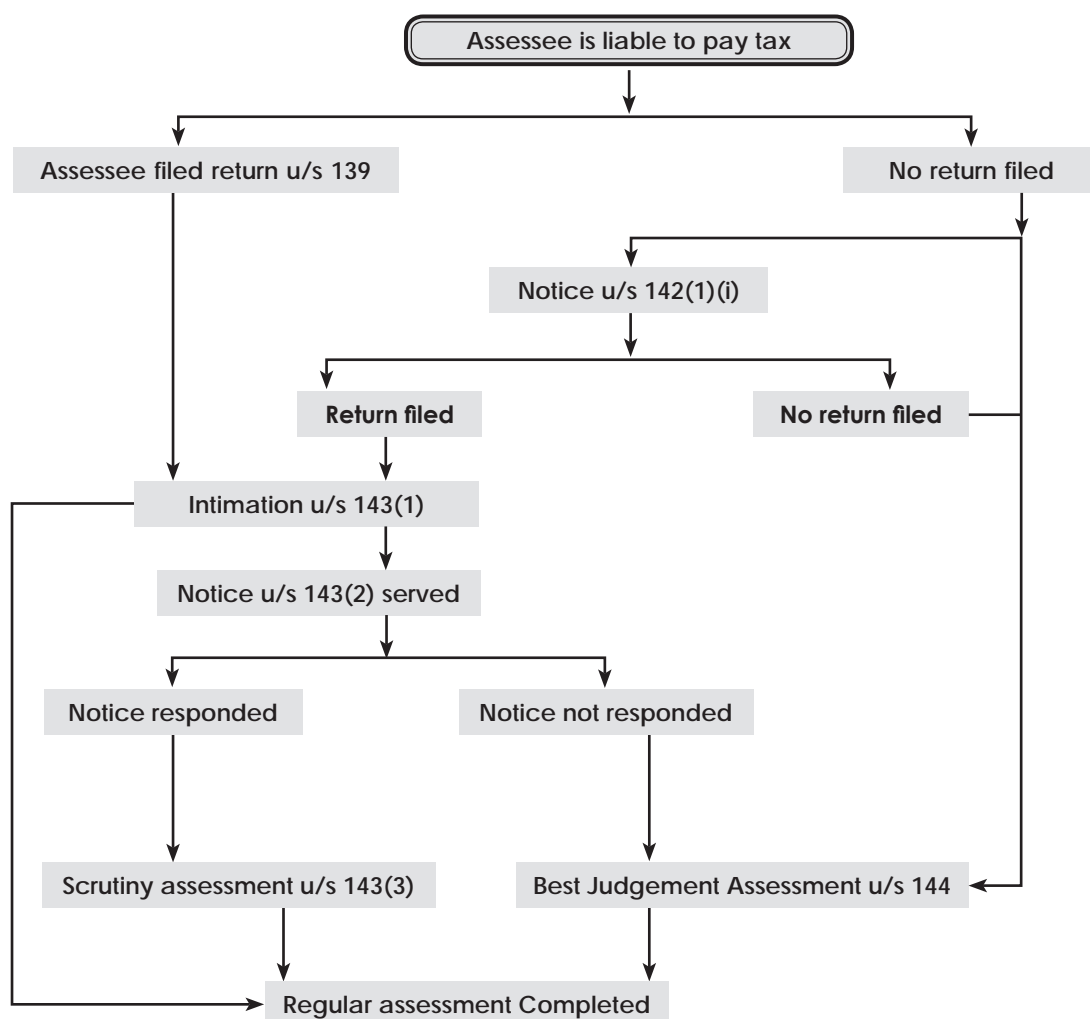 Assessee is liable to pay tax
Assessee filed return u/s 139
No return filed
Notice u/s 142(1)(i)
Return filed
No return filed
Intimation u/s 143(1)
Notice u/s 143(2) served
Notice responded
Notice not responded
Scrutiny assessment u/s 143(3)
Best Judgement Assessment u/s 144
Regular assessment Completed